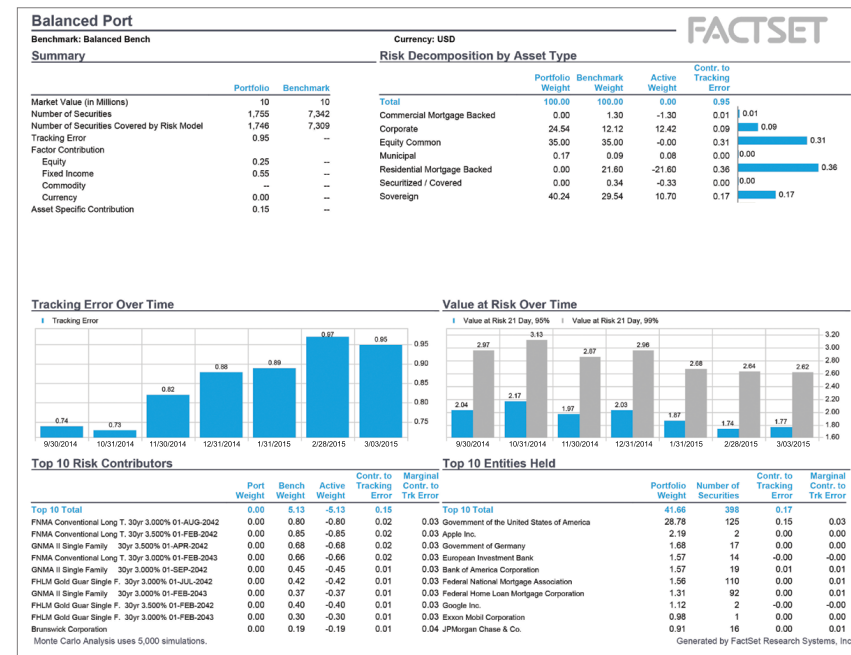 Balanced Port
FACTSET
Benchmark: Balanced Bench Currency: USD
Summary
Portfolio Benchmark
Market Value (in Millions) 10 10
Number of Securities 1,755 7,342
Number of Securities Covered by Risk Model 1,746 7,309
Tracking Error 0.95 --
Factor Contribution
Equity 0.25 --
Fixed Income 0.55 --
Commodity -- --
Currency 0.00 --
Asset Specific Contribution 0.15 --
Risk Decomposition by Asset Type
Portfolio Weight Benchmark Weight Active Weight Contr. to Tracking Error
Total 100.00 100.00 0.00 0.95
Commercial Mortgage Backed 0.00 1.30 -1.30 0.01 0.01
Corporate 24.54 12.12 12.42 0.09 0.09
Equity Common 35.00 35.00 -0.00 0.31 0.31
Municipal 0.17 0.09 0.08 0.00 0.00
Residential Mortgage Backed 0.00 21.60 -21.60 0.36 0.36
Securitized / Covered 0.00 0.34 -0.33 0.00 0.00
Sovereign 40.24 29.54 10.70 0.17 0.17
Tracking Error Over Time
Tracking Error
0.74 0.73 0.82 0.88 0.89 0.97 0.95
0.95
0.90
0.85
0.80
0.75
9/30/2014 10/31/2014 11/30/2014 12/31/2014 1/31/2015 2/28/2015 3/03/2015
Value at Risk Over Time
Value at Risk 21 Day, 95% Value at Risk 21 Day, 99%
2.04 2.97 2.17 3.13 1.97 2.87 2.03 2.98 1.87 2.68 1.74 2.64 1.77 2.62
3.20
3.00
2.80
2.60
2.40
2.20
2.00
1.80
1.60
9/30/2014 10/31/2014 11/30/2014 12/31/2014 1/31/2015 2/28/2015 3/03/2015
Top 10 Risk Contributors
Port Weight Bench Weight Active Weight Contr. to Tracking Error Marginal Contr. to Trk Error
Top 10 Total 0.00 5.13 -5.13 0.15
FNMA Conventional Long T. 30yr 3.000% 01-AUG-2042 0.00 0.80 -0.80 0.02 0.03
FNMA Conventional Long T. 30yr 3.500% 01-FEB-2042 0.00 0.85 -0.85 0.02 0.03
GNMA II Single Family 30yr 3.500% 01-APR-2042 0.00 0.68 -0.68 0.02 0.03
FNMA Conventional Long T. 30yr 3.000% 01-FEB-2043 0.00 0.66 -0.66 0.02 0.03
GNMA II Single Family 30yr 3.000% 01-SEP-2042 0.00 0.45 -0.45 0.01 0.03
FHLM Gold Guar Single F. 30yr 3.000% 01-JUL-2042 0.00 0.42 -0.42 0.01 0.03
GNMA II Single Family 30yr 3.000% 01-FEB-2043 0.00 0.37 -0.37 0.01 0.03
FHLM Gold Guar Single F. 30yr 3.500% 01-FEB-2042 0.00 0.40 -0.40 0.01 0.03
FHLM Gold Guar Single F. 30yr 3.000% 01-FEB-2043 0.00 0.30 -0.30 0.01 0.03
Brunswick Corporation 0.00 0.19 -0.19 0.01 0.04
Top 10 Entities Held
Portfolio Weight Number of Securities Contr. to Tracking Error Marginal Contr. to Trk Error
Top 10 Total 41.66 398 0.17
Government of the United States of America 28.78 125 0.15 0.03
Apple Inc. 2.19 2 0.00 0.00
Government of Germany 1.68 17 0.00 0.00
European Investment Bank 1.57 14 -0.00 -0.00
Bank of America Corporation 1.57 19 0.01 0.01
Federal National Mortgage Association 1.56 110 0.00 0.00
Federal Home Loan Mortgage Corporation 1.31 92 0.00 0.01
Google Inc. 1.12 2 -0.00 -0.00
Exxon Mobil Corporation 0.98 1 0.00 0.00
JPMorgan Chase & Co. 0.91 16 0.00 0.01
Monte Carlo Analysis uses 5,000 simulations. Generated by FactSet Research Systems, Inc